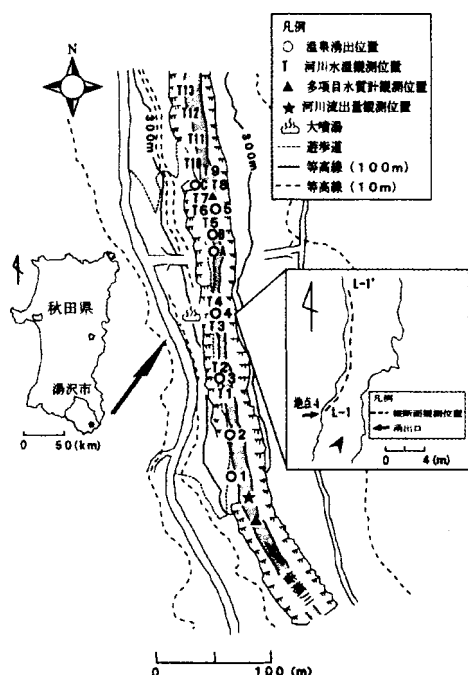 凡例
温泉湧出位置
T 河川水温観測位置
多項目水質計観測位置
河川流出量観測位置
大噴湯
遊歩道
等高線（１００ｍ）
等高線（１０ｍ）
N
300m
300m
T13
T12
T11
T10
T9
C T8
T7
T6 5
T5
B
A
T4
4
T3
T2
3
T1
2
1
秋田県
湯沢市
0 50(km)
L-1'
地点4
L-1
凡例
縦断測観測位置
湧出口
0 4 (m)
0 100 (m)